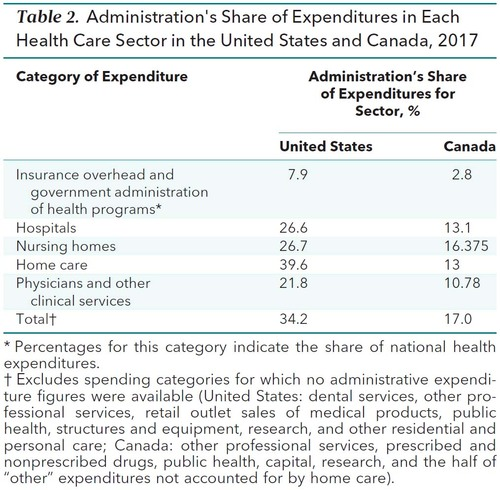 Table 2. Administration's Share of Expenditures in Each
Health Care Sector in the United States and Canada, 2017
Category of Expenditure Administration's Share
of Expenditures for
Sector, %
United States Canada
Insurance overhead and 7.9 2.8
government administration
of health programs*
Hospitals 26.6 13.1
Nursing homes 26.7 16.375
Home care 39.6 13
Physicians and other 21.8 10.78
clinical services
Total† 34.2 17.0
* Percentages for this category indicate the share of national health
expenditures.
† Excludes spending categories for which no administrative expendi-
ture figures were available (United States: dental services, other pro-
fessional services, retail outlet sales of medical products, public
health, structures and equipment, research, and other residential and
personal care; Canada: other professional services, prescribed and
nonprescribed drugs, public health, capital, research, and the half of
“other” expenditures not accounted for by home care).